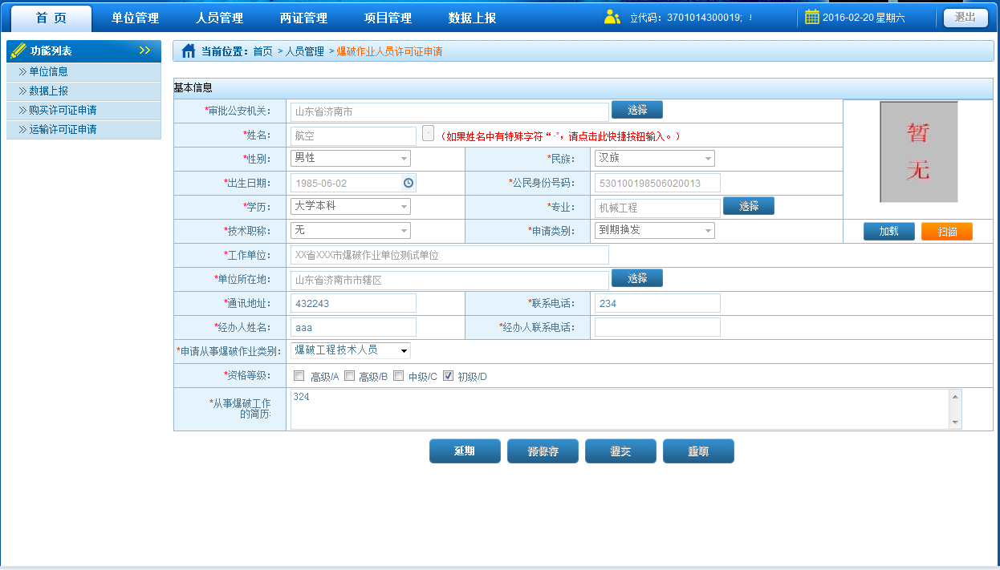 首 页 单位管理 人员管理 两证管理 项目管理 数据上报 立代码：3701014300019; ！ 2016-02-20 星期六 退出
功能列表 >>
当前位置：首页 >人员管理 >爆破作业人员许可证申请
单位信息
数据上报
购买许可证申请
运输许可证申请
基本信息
*审批公安机关： 山东省济南市 选择
*姓名： 航空 · （如果姓名中有特殊字符“·”，请点击此快捷按钮输入。）
暂
无
*性别： 男性 *民族： 汉族
*出生日期： 1985-06-02 *公民身份号码： 530100198506020013
*学历： 大学本科 *专业： 机械工程 选择
*技术职称： 无 *申请类别： 到期换发 加载 扫描
*工作单位： XX省XXX市爆破作业单位测试单位
*单位所在地： 山东省济南市市辖区 选择
*通讯地址： 432243 *联系电话： 234
*经办人姓名： aaa *经办人联系电话：
*申请从事爆破作业类别： 爆破工程技术人员
*资格等级： 高级/A 高级/B 中级/C 初级/D
*从事爆破工作 324
的简历：
延期 预保存 提交 重填